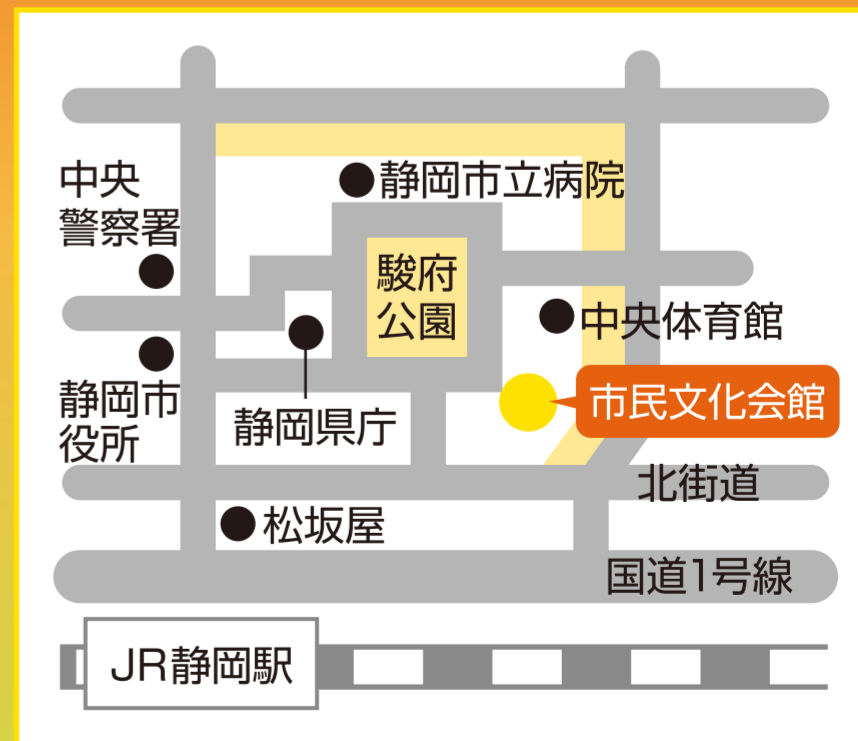 中央
警察署
静岡市立病院
駿府
公園
中央体育館
静岡市
役所
静岡県庁
市民文化会館
北街道
松坂屋
国道1号線
JR静岡駅